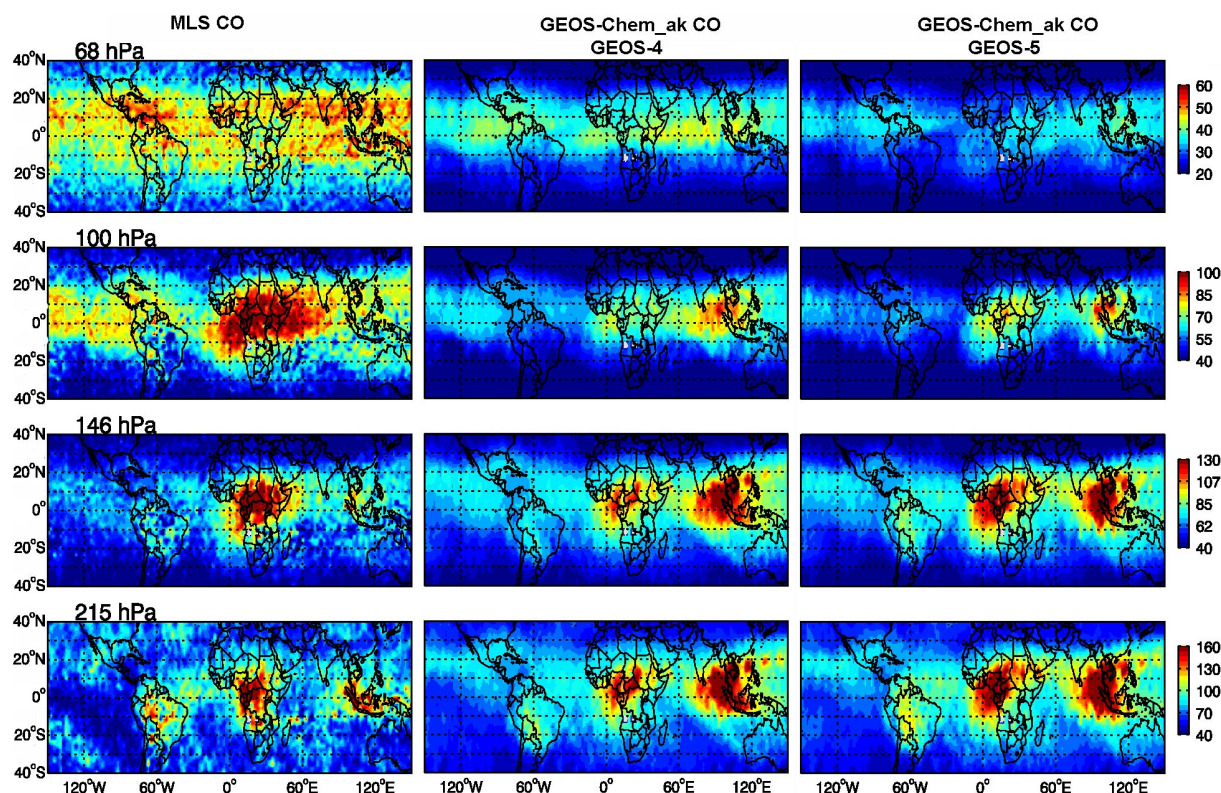 MLS CO
GEOS-Chem_ak CO
GEOS-4
GEOS-Chem_ak CO
GEOS-5
68 hPa
40°N
20°N
0°
20°S
40°S
60
50
40
30
20
100 hPa
40°N
20°N
0°
20°S
40°S
100
85
70
55
40
146 hPa
40°N
20°N
0°
20°S
40°S
130
107
85
62
40
215 hPa
40°N
20°N
0°
20°S
40°S
160
130
100
70
40
120°W 60°W 0° 60°E 120°E 120°W 60°W 0° 60°E 120°E 120°W 60°W 0° 60°E 120°E